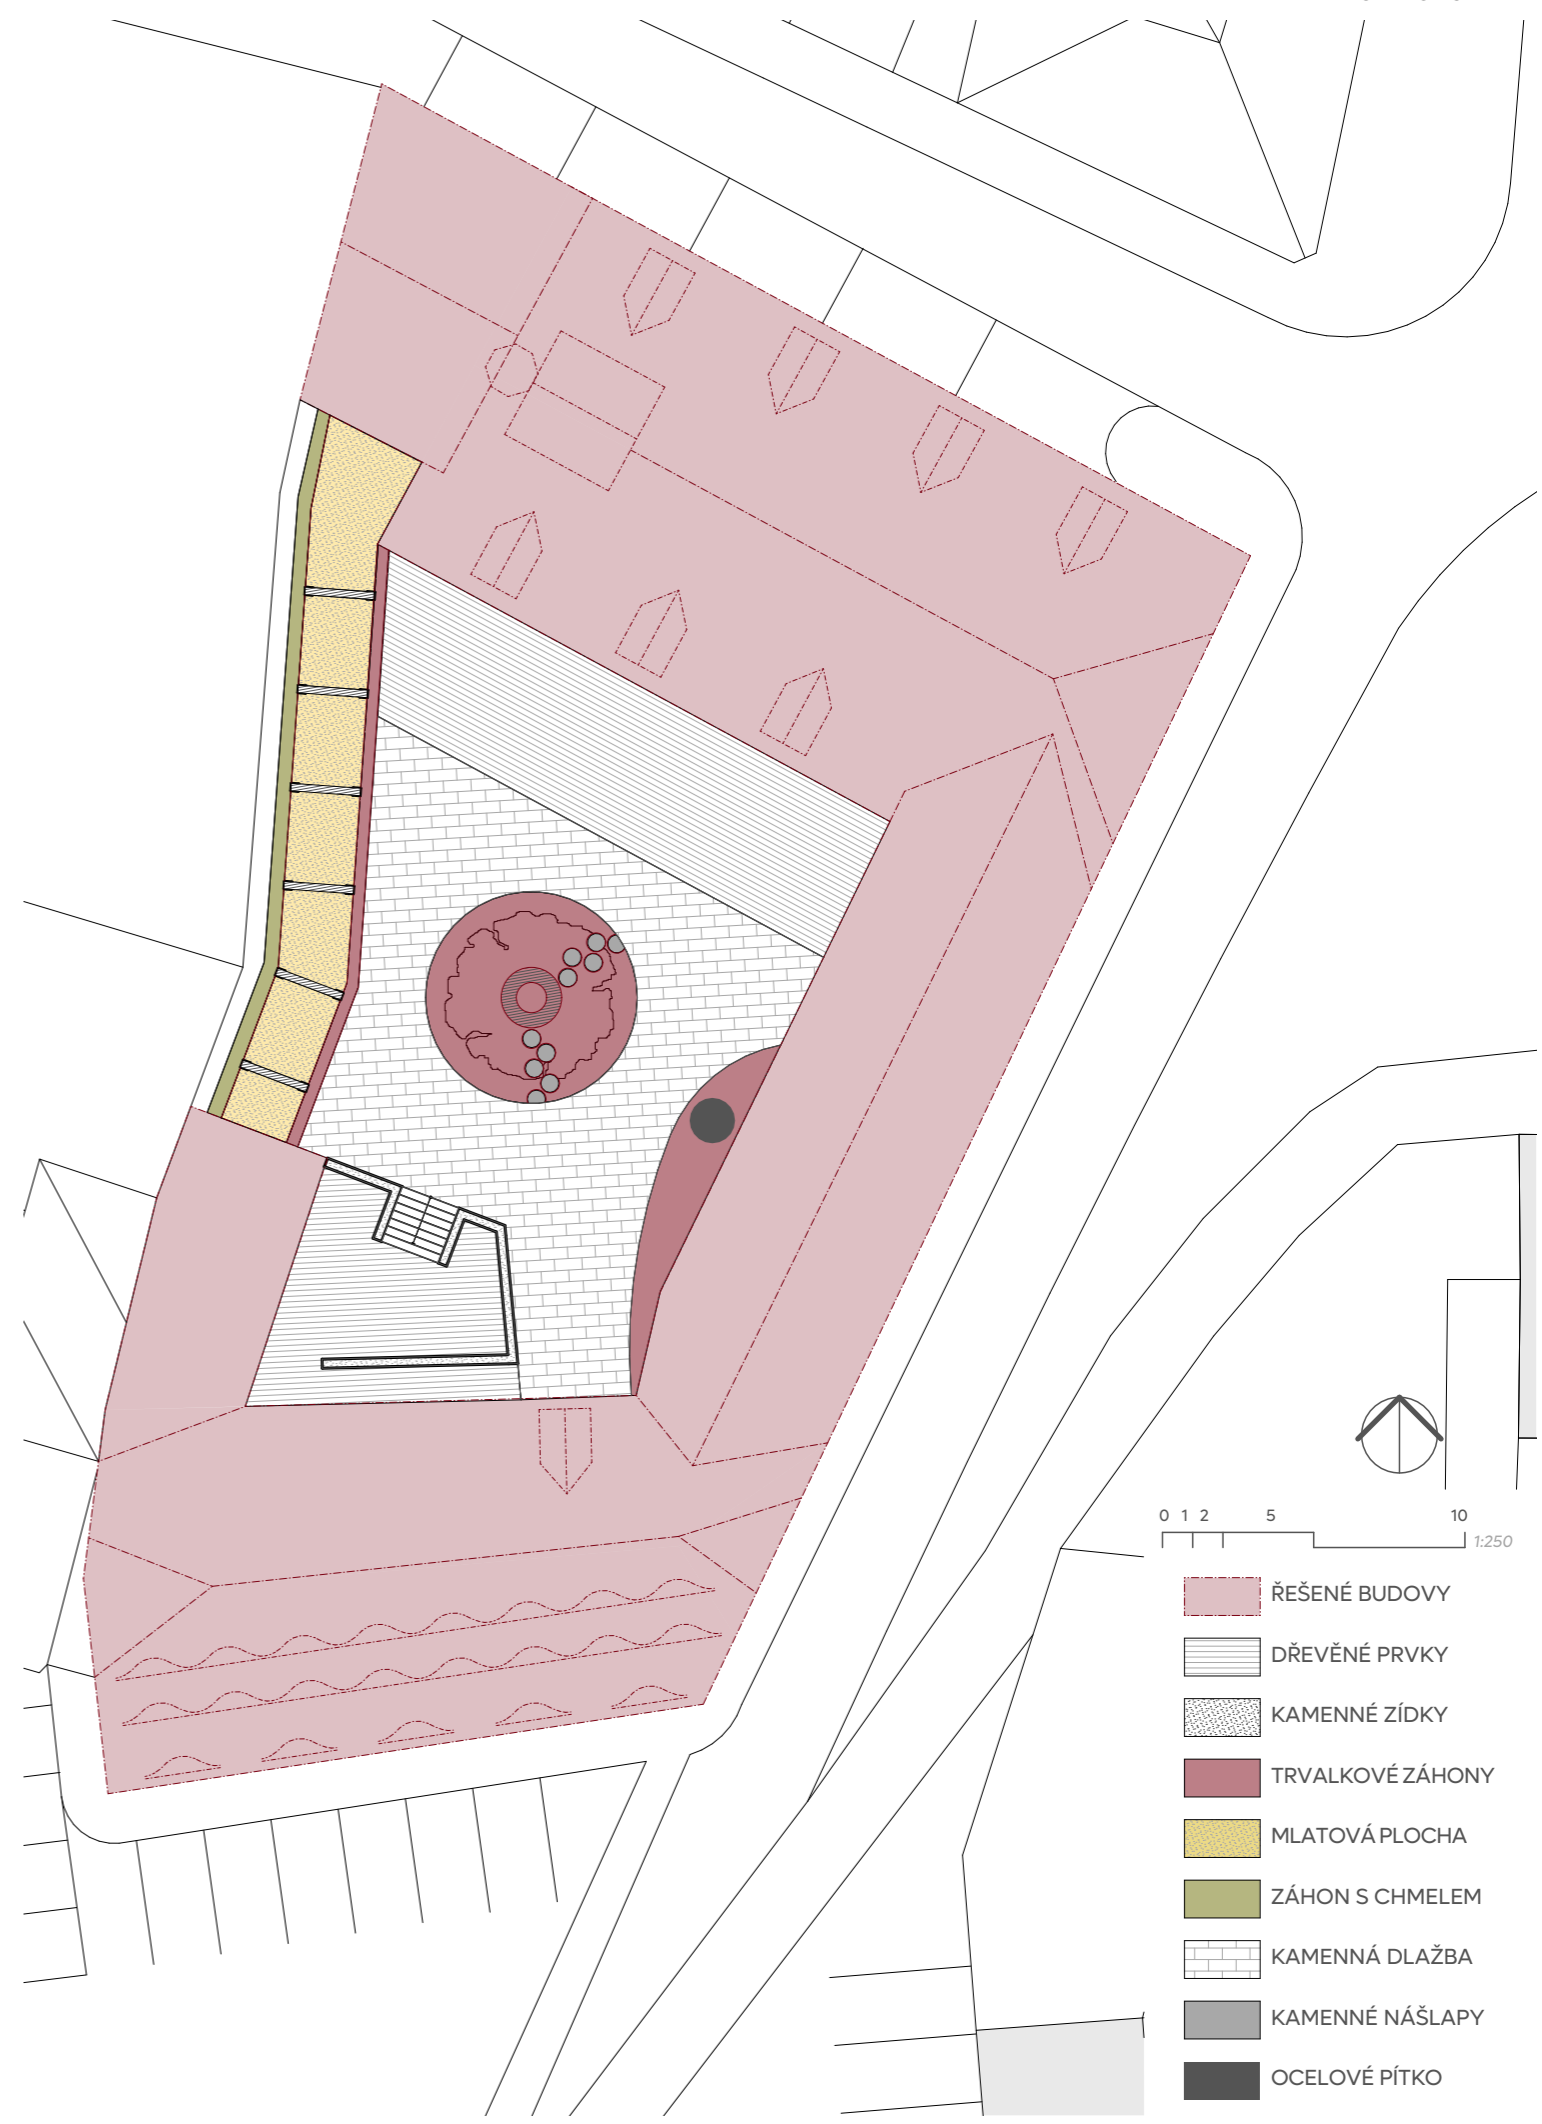 0 1 2 5 10
1:250
ŘEŠENÉ BUDOVY
DŘEVĚNÉ PRVKY
KAMENNÉ ZÍDKY
TRVALKOVÉ ZÁHONY
MLATOVÁ PLOCHA
ZÁHON S CHMELEM
KAMENNÁ DLAŽBA
KAMENNÉ NÁŠLAPY
OCELOVÉ PÍTKO